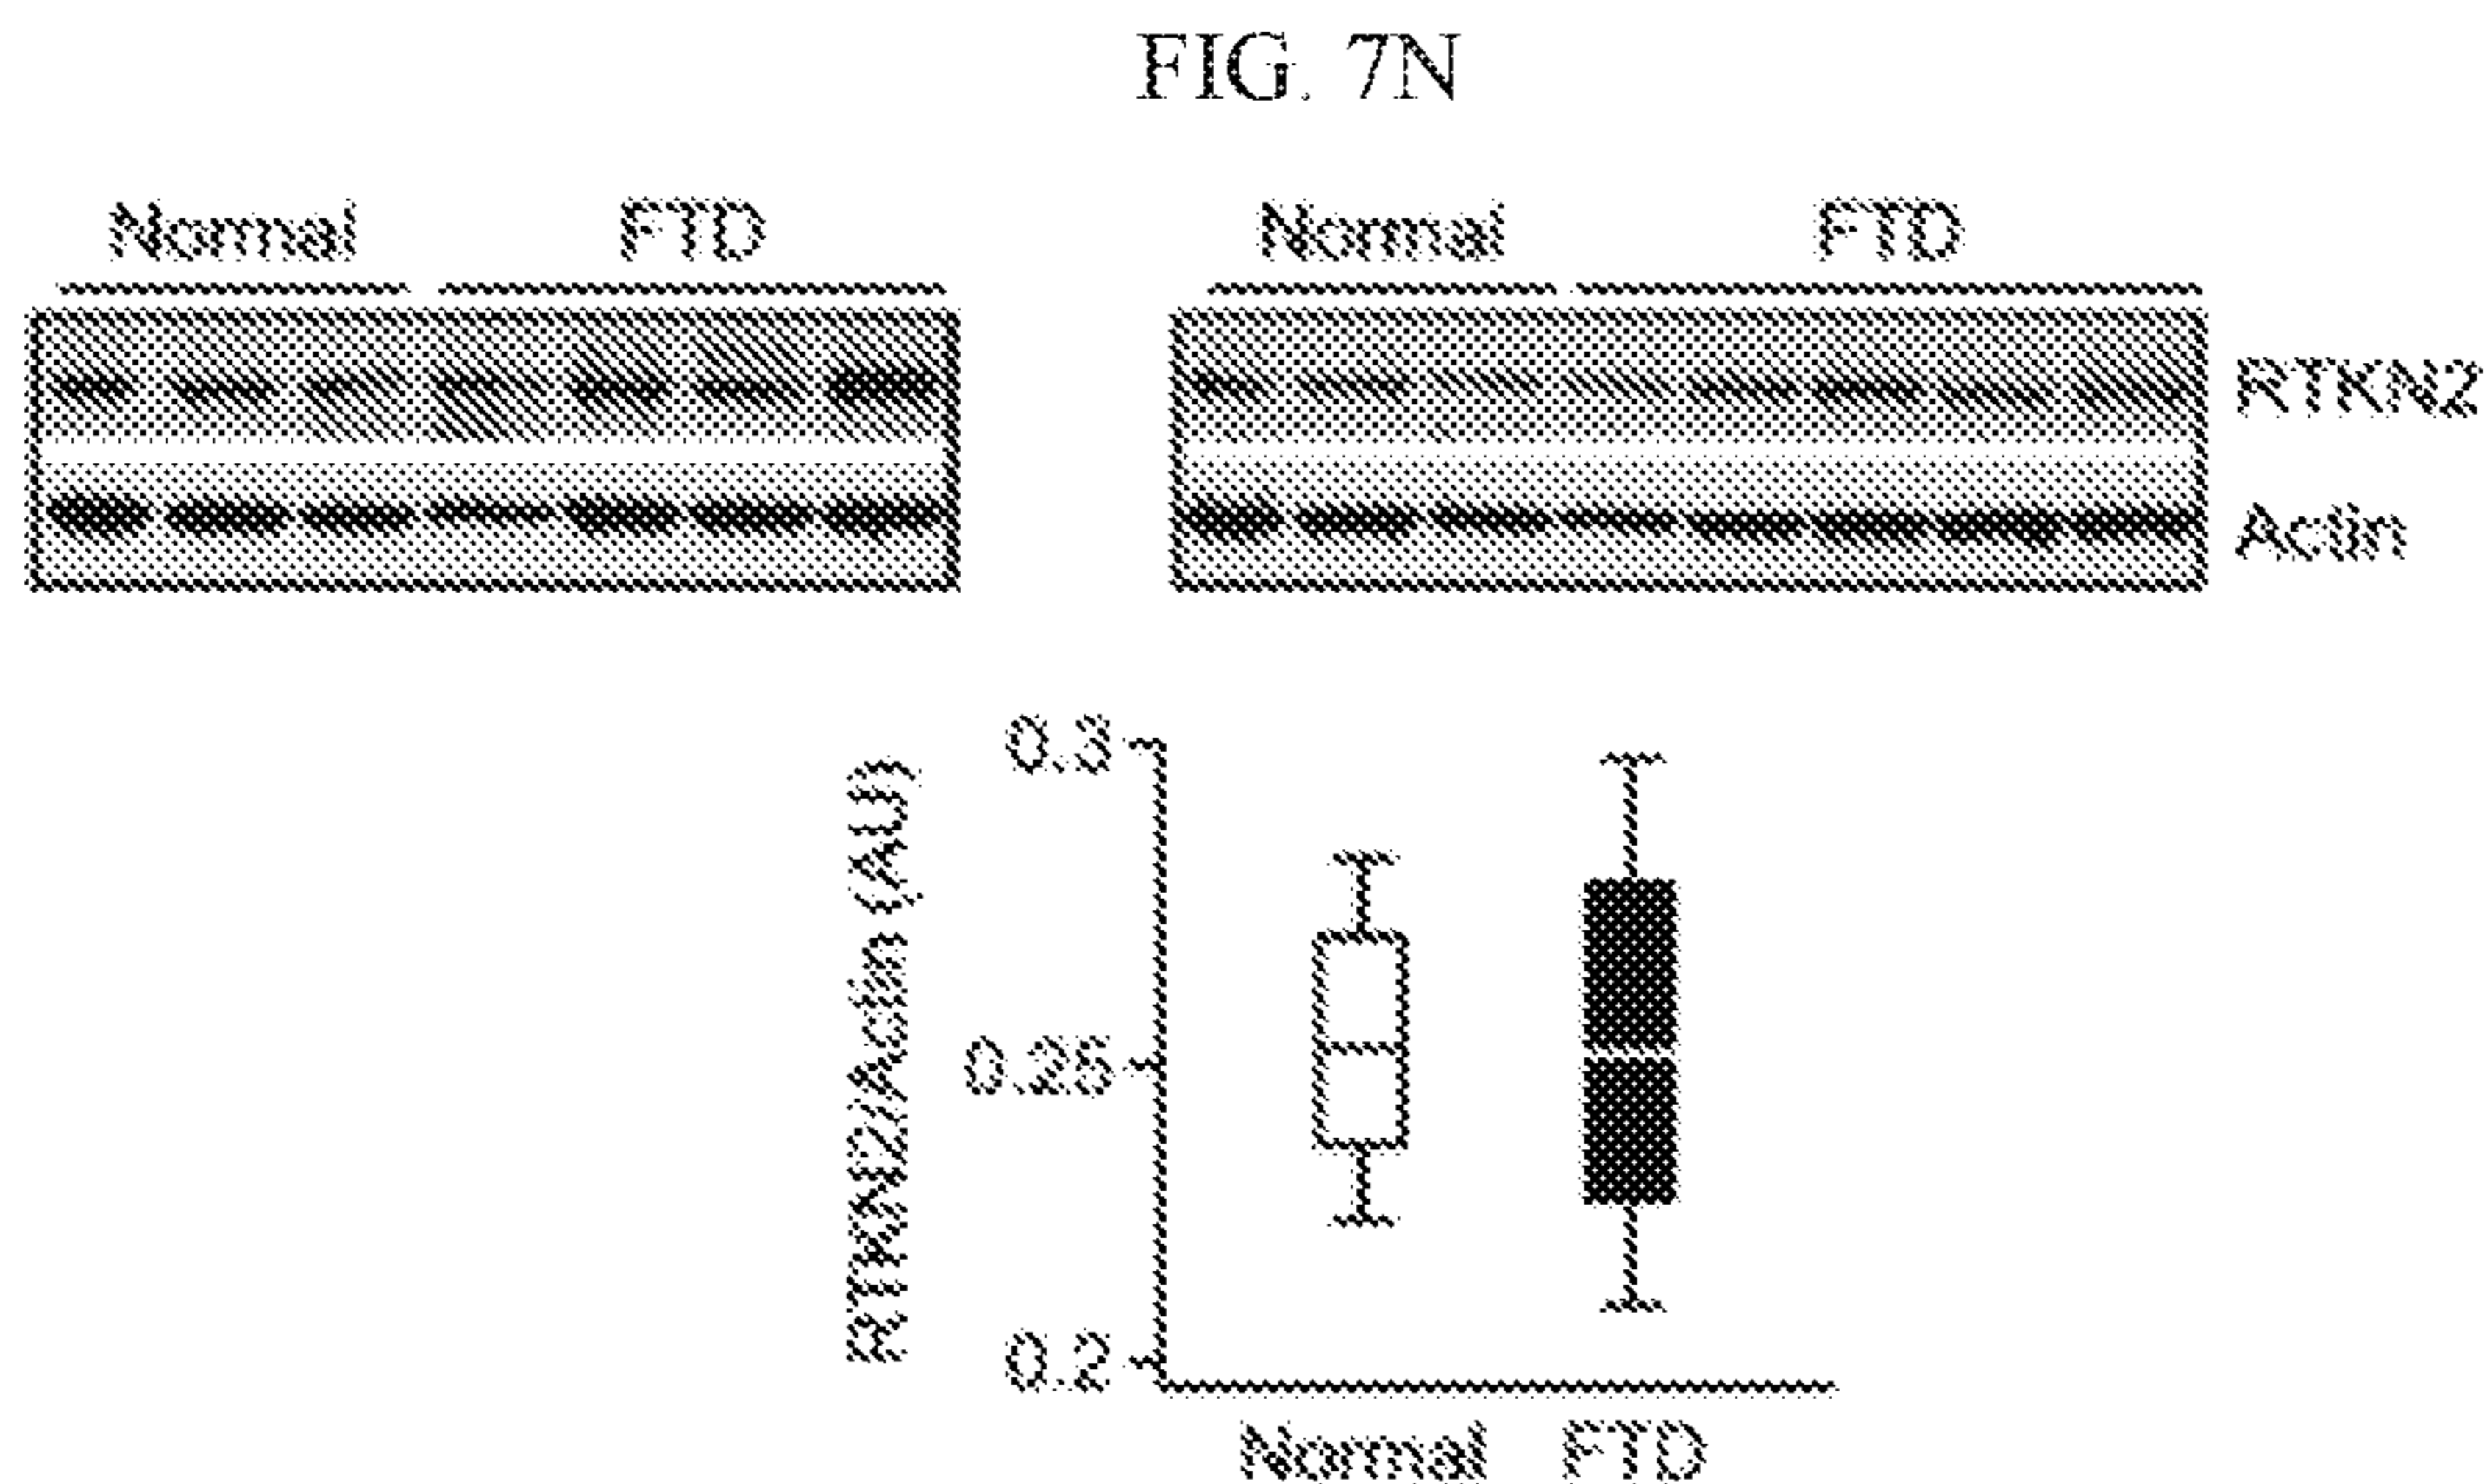 FIG. 7N
Normal FTD Normal FTD
RTKN2
Actin
RTKN2/Actin (AU)
0.3
0.25
0.2
Normal FTD